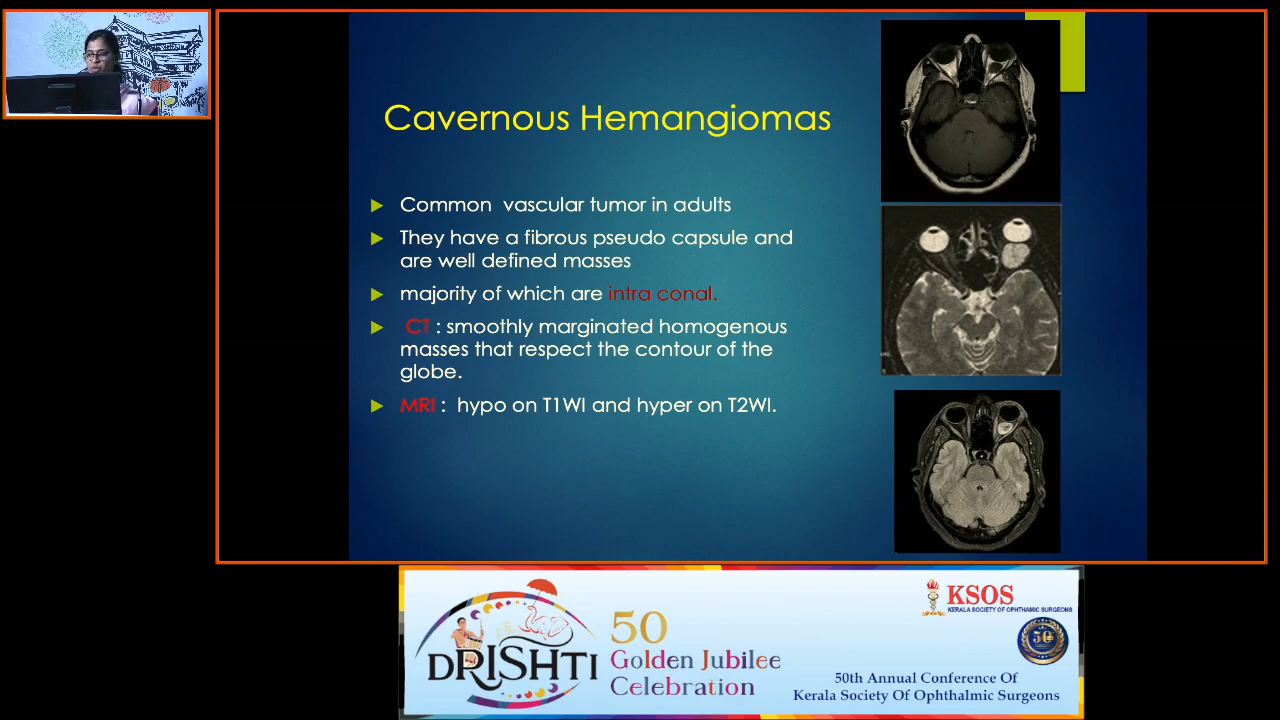 Cavernous Hemangiomas
Common vascular tumor in adults
They have a fibrous pseudo capsule and
are well defined masses
majority of which are intra conal.
CT : smoothly marginated homogenous
masses that respect the contour of the
globe.
MRI : hypo on T1WI and hyper on T2WI.
DRISHTI
50
Golden Jubilee
Celebration
KSOS
KERALA SOCIETY OF OPHTHAMIC SURGEONS
50
50th Annual Conference Of
Kerala Society Of Ophthalmic Surgeons